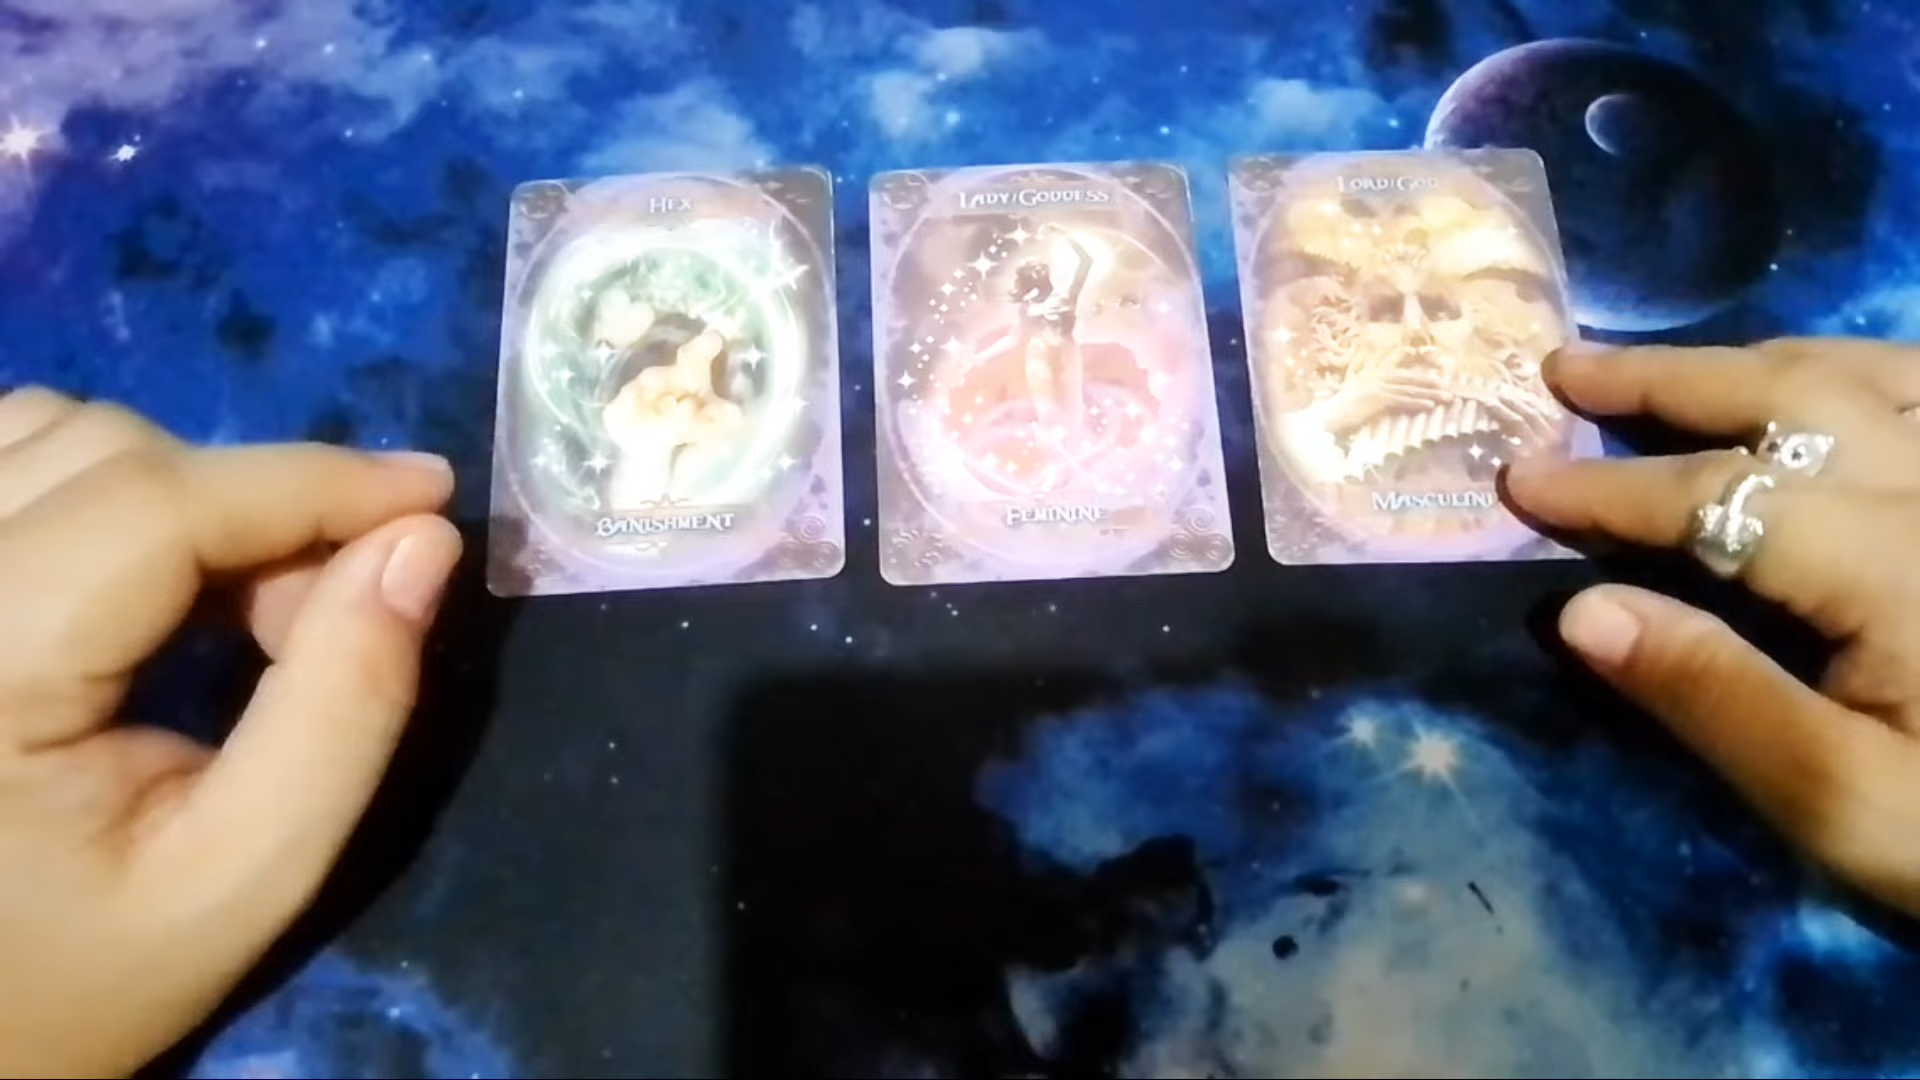 HEX
BANISHMENT
LADY/GODDESS
FEMININE
LORD/GOD
MASCULINE